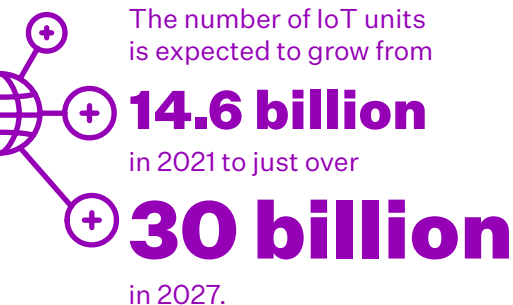 The number of IoT units
is expected to grow from
14.6 billion
in 2021 to just over
30 billion
in 2027.